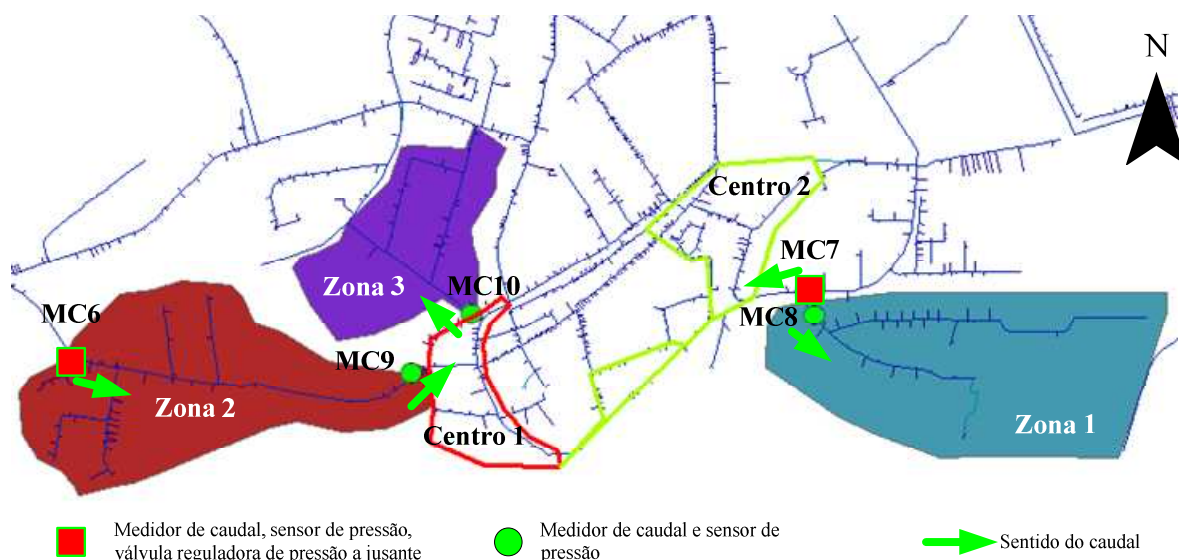 N
Centro 2
MC7
Zona 3
MC10
MC6
MC8
MC9
Zona 2
Zona 1
Centro 1
Medidor de caudal, sensor de pressão,
válvula reguladora de pressão a jusante
Medidor de caudal e sensor de
pressão
Sentido do caudal